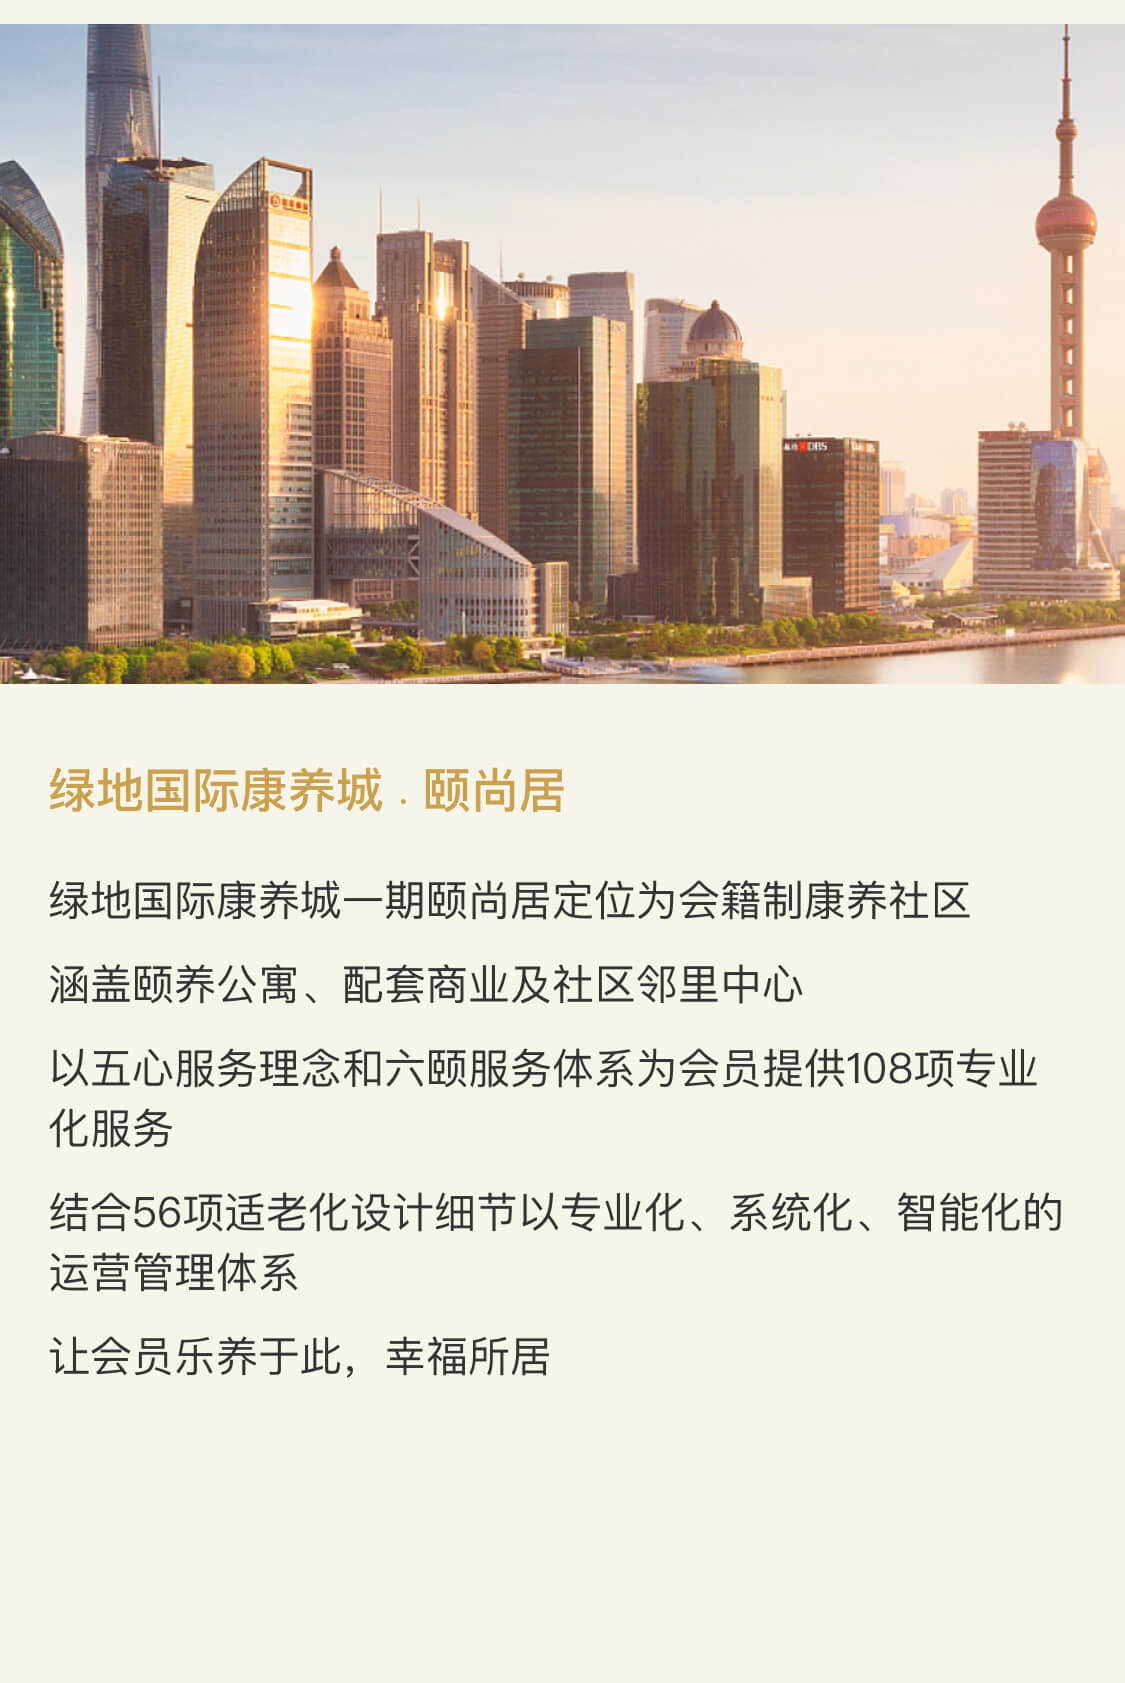 DBS
绿地国际康养城 . 颐尚居
绿地国际康养城一期颐尚居定位为会籍制康养社区
涵盖颐养公寓、配套商业及社区邻里中心
以五心服务理念和六颐服务体系为会员提供108项专业
化服务
结合56项适老化设计细节以专业化、系统化、智能化的
运营管理体系
让会员乐养于此，幸福所居